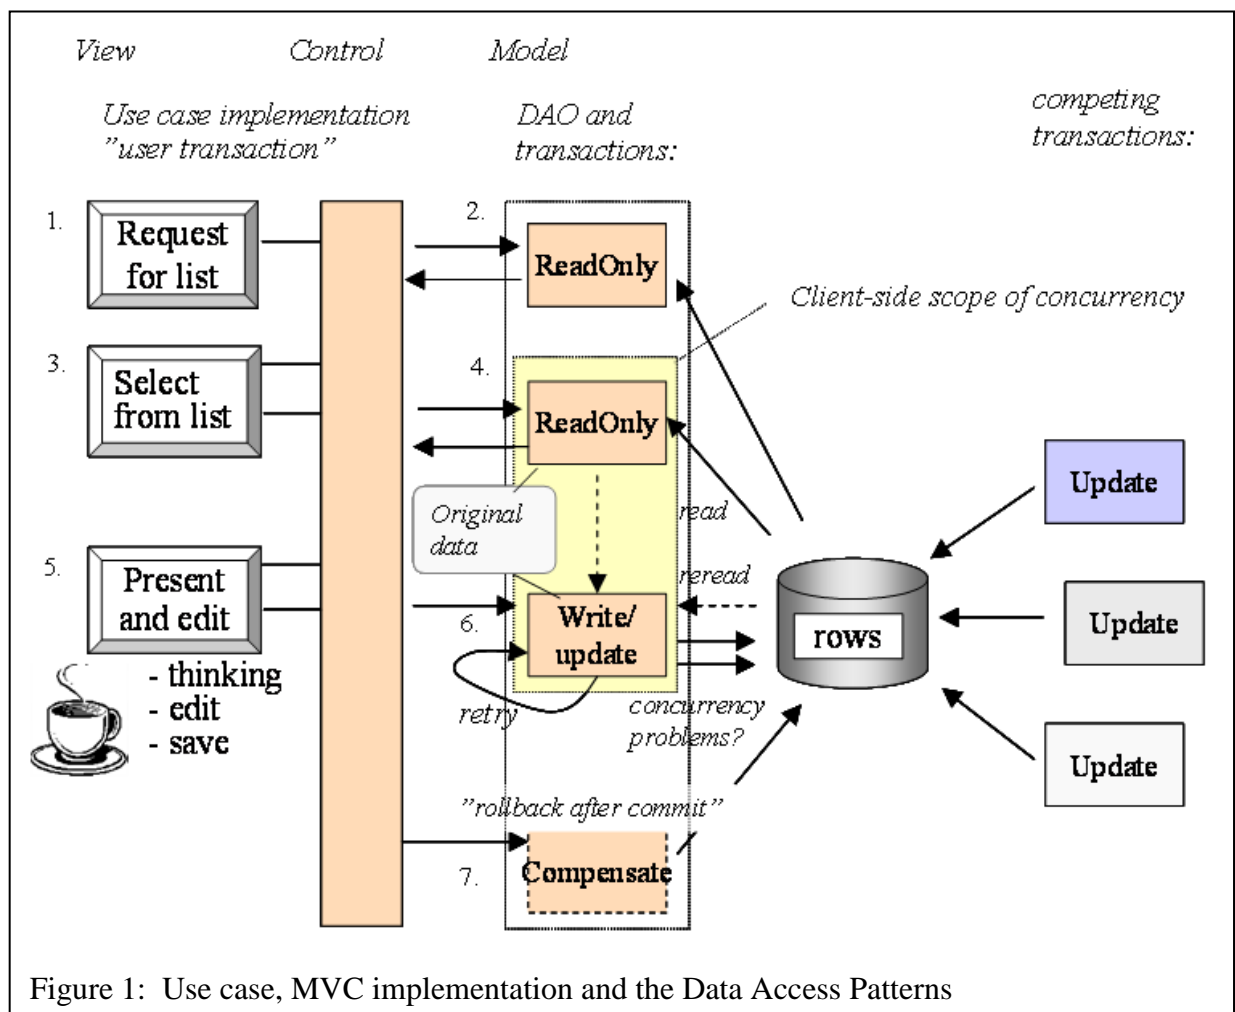 View
Control
Model
Use case implementation
"user transaction"
DAO and
transactions:
competing
transactions:
1.
Request
for list
2.
ReadOnly
Client-side scope of concurrency
3.
Select
from list
4.
ReadOnly
Original
data
read
reread
Update
5.
Present
and edit
6.
Write/
update
rows
Update
- thinking
- edit
- save
retry
concurrency
problems?
Update
"rollback after commit"
7.
Compensate
Figure 1: Use case, MVC implementation and the Data Access Patterns